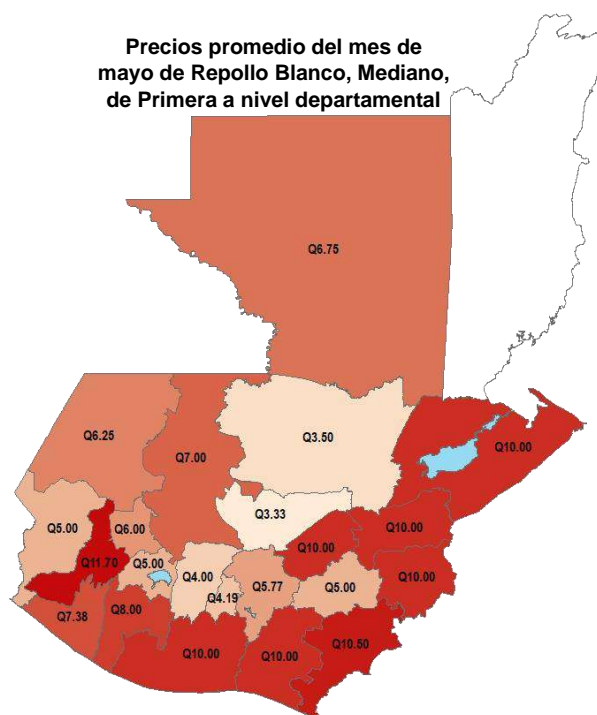 Precios promedio del mes de
mayo de Repollo Blanco, Mediano,
de Primera a nivel departamental
Q6.75
Q6.25
Q7.00
Q3.50
Q10.00
Q5.00
Q6.00
Q3.33
Q10.00
Q10.00
Q11.70
Q5.00
Q4.00
Q4.19
Q5.77
Q5.00
Q10.00
Q7.38
Q8.00
Q10.00
Q10.00
Q10.50